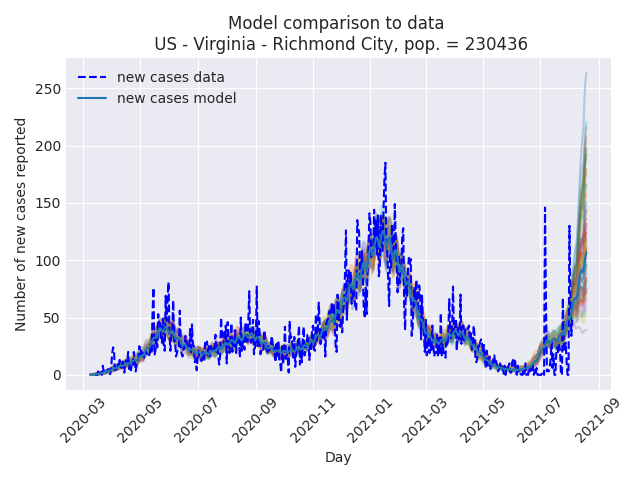 Model comparison to data
US - Virginia - Richmond City, pop. = 230436
new cases data
new cases model
Number of new cases reported
250
200
150
100
50
0
2020-03
2020-05
2020-07
2020-09
2020-11
2021-01
2021-03
2021-05
2021-07
2021-09
Day